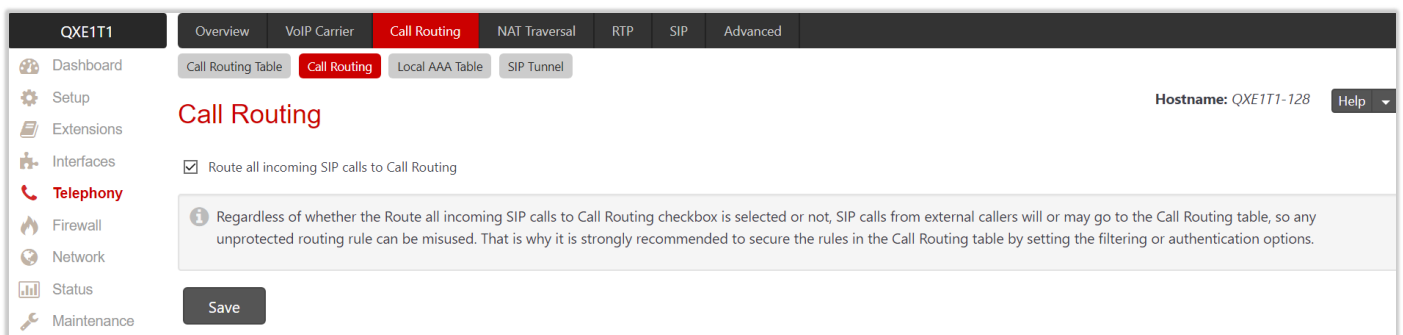 QXE1T1
Overview VoIP Carrier Call Routing NAT Traversal RTP SIP Advanced
Dashboard
Call Routing Table Call Routing Local AAA Table SIP Tunnel
Setup
Hostname: QXE1T1-128 Help
Call Routing
Extensions
Interfaces
Route all incoming SIP calls to Call Routing
Telephony
Firewall
Regardless of whether the Route all incoming SIP calls to Call Routing checkbox is selected or not, SIP calls from external callers will or may go to the Call Routing table, so any
unprotected routing rule can be misused. That is why it is strongly recommended to secure the rules in the Call Routing table by setting the filtering or authentication options.
Network
Status
Save
Maintenance